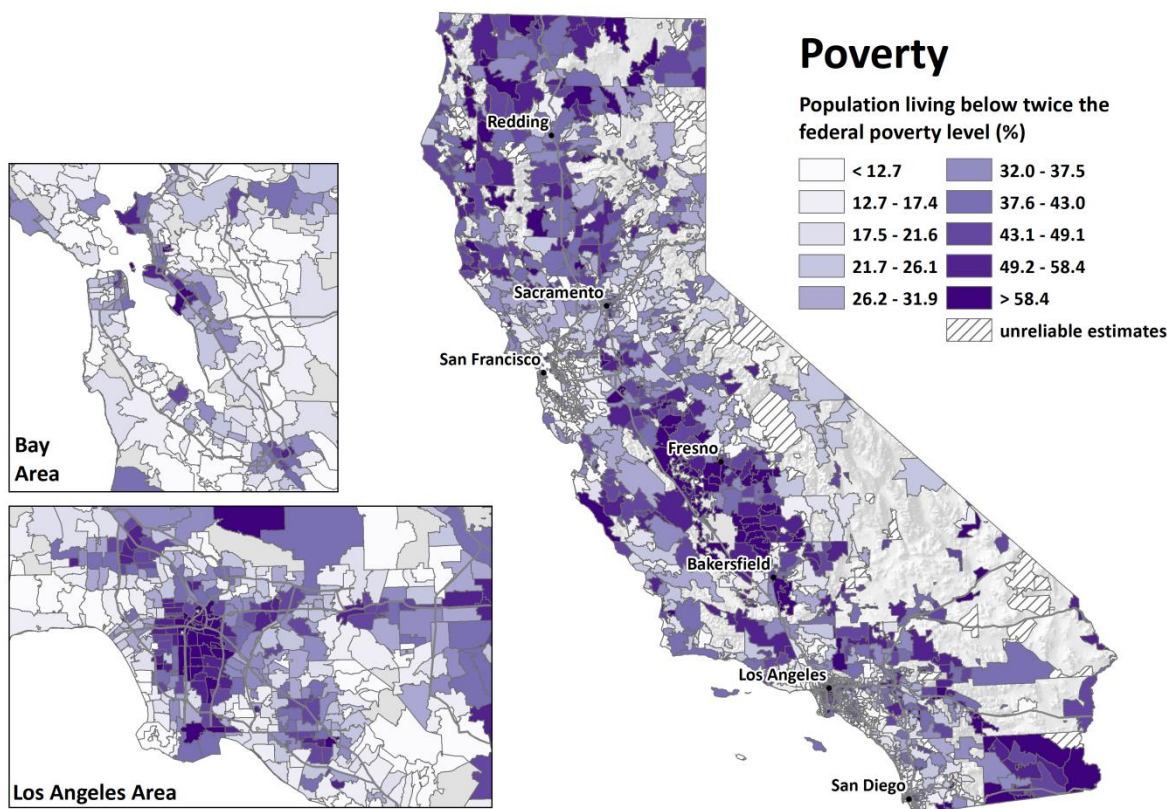 Poverty
Population living below twice the
federal poverty level (%)
< 12.7
12.7 - 17.4
17.5 - 21.6
21.7 - 26.1
26.2 - 31.9
32.0 - 37.5
37.6 - 43.0
43.1 - 49.1
49.2 - 58.4
> 58.4
unreliable estimates
Redding
Sacramento
San Francisco
Fresno
Bakersfield
Los Angeles
San Diego
Bay
Area
Los Angeles Area